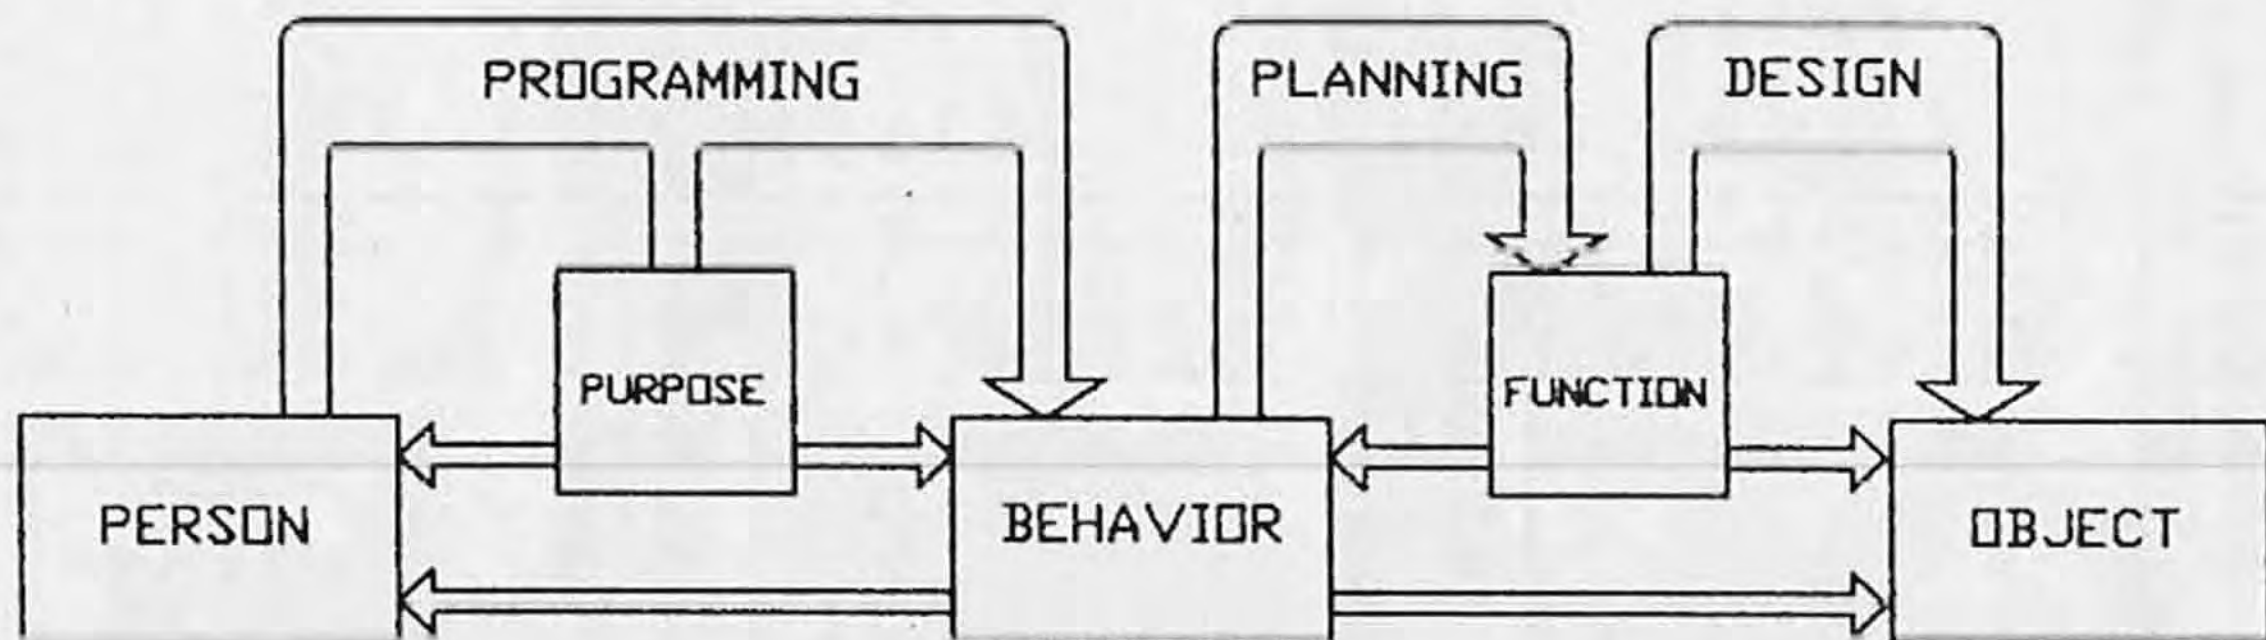 PROGRAMMING
PLANNING
DESIGN
PURPOSE
FUNCTION
PERSON
BEHAVIOR
OBJECT